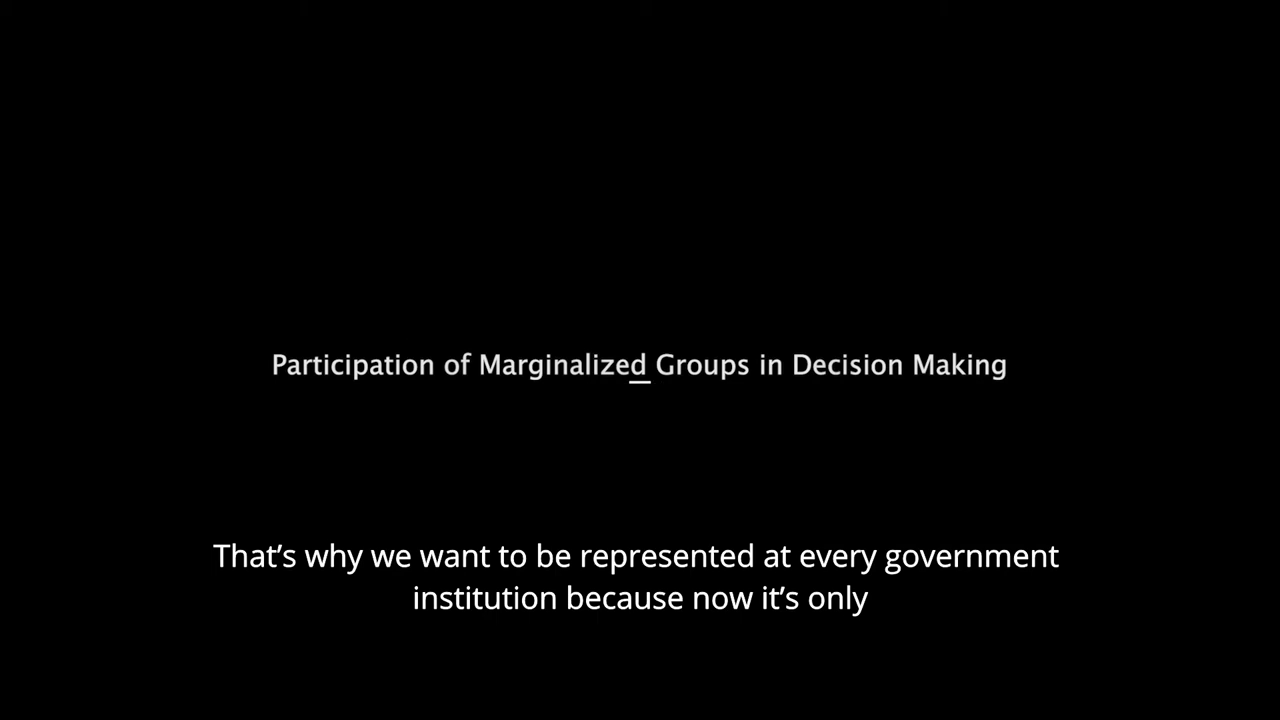 Participation of Marginalized Groups in Decision Making
That’s why we want to be represented at every government
institution because now it’s only